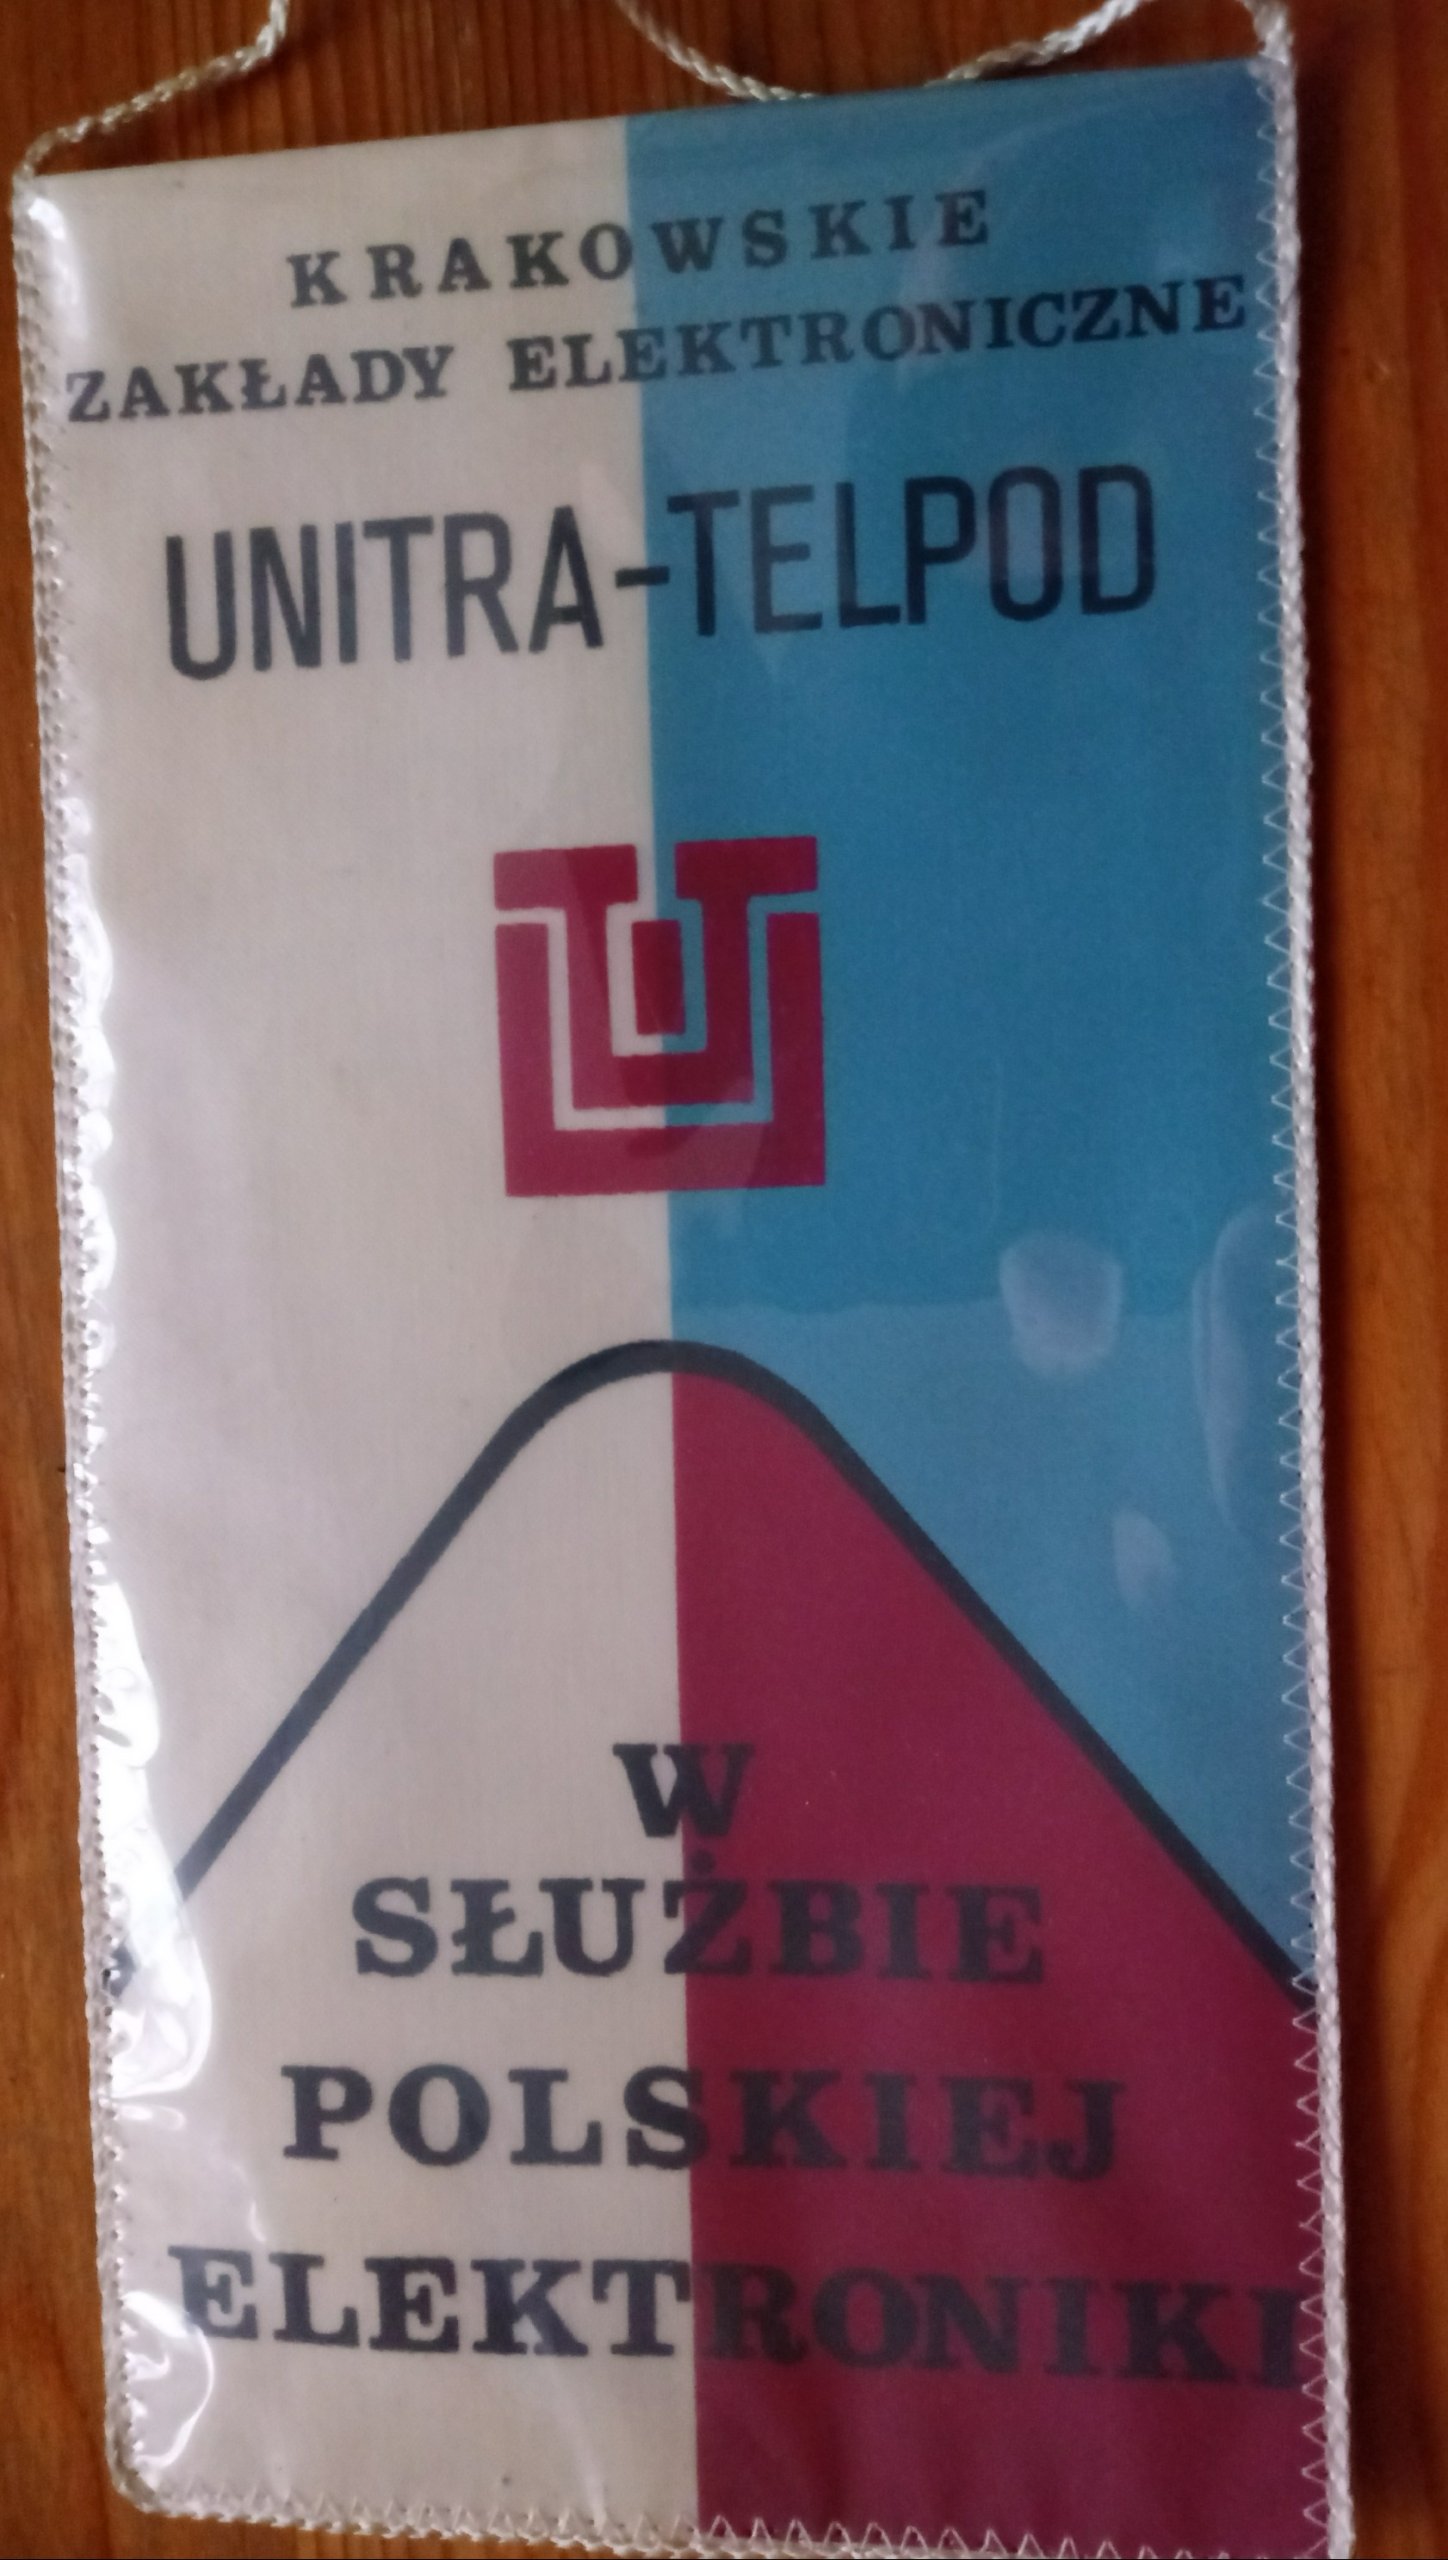 KRAKOWSKIE
ZAKŁADY ELEKTRONICZNE
UNITRA-TELPOD
W
SŁUŻBIE
POLSKIEJ
ELEKTRONIKI